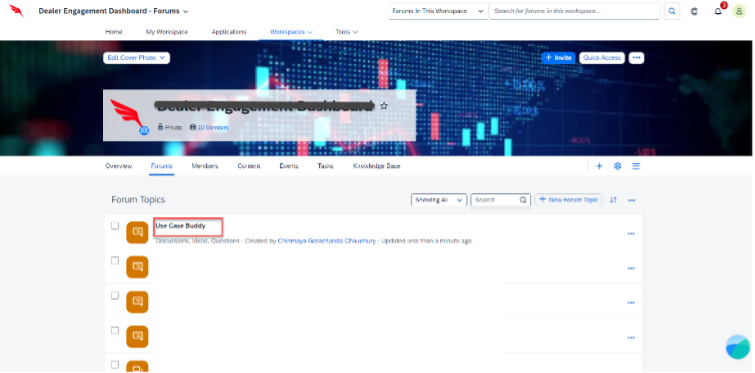 Dealer Engagement Dashboard - Forums
Forums In This Workspace
Search for forums in this workspace...
3
Home My Workspace Applications Workspaces Tools
Edit Cover Photo
+ Invite Quick Access
Dealer Engagement Dashboard
Private 10 Members
Overview Forums Members Content Events Tasks Knowledge Base
Forum Topics
Showing All
Search
+ New Forum Topic
Use Case Buddy
Discussions, Ideas, Questions · Created by Chinmaya Gorachanda Chaudhury · Updated less than a minute ago